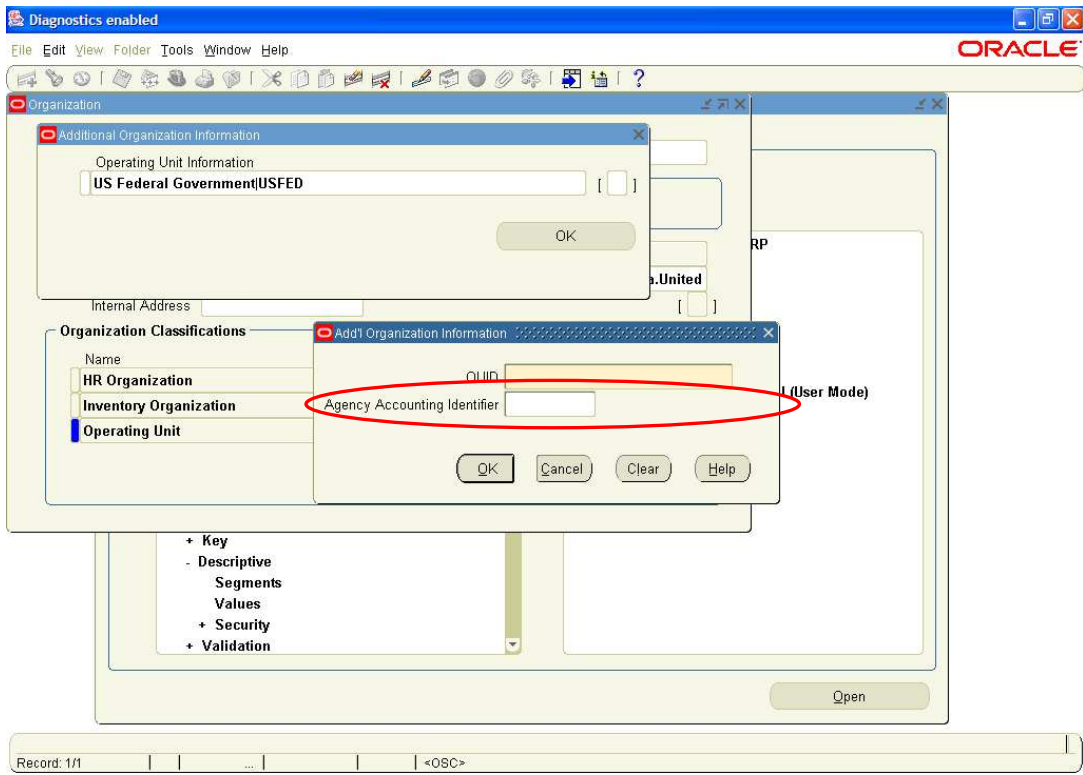 Diagnostics enabled
File Edit View Folder Tools Window Help
ORACLE
Organization
Additional Organization Information
Operating Unit Information
US Federal Government|USFED
[ ]
OK
RP
a.United
Internal Address
[ ]
Organization Classifications
Name
HR Organization
Inventory Organization
Operating Unit
Add'l Organization Information
OUID
Agency Accounting Identifier
OK Cancel Clear Help
(User Mode)
+ Key
- Descriptive
Segments
Values
+ Security
+ Validation
Open
Record: 1/1
...
<OSC>